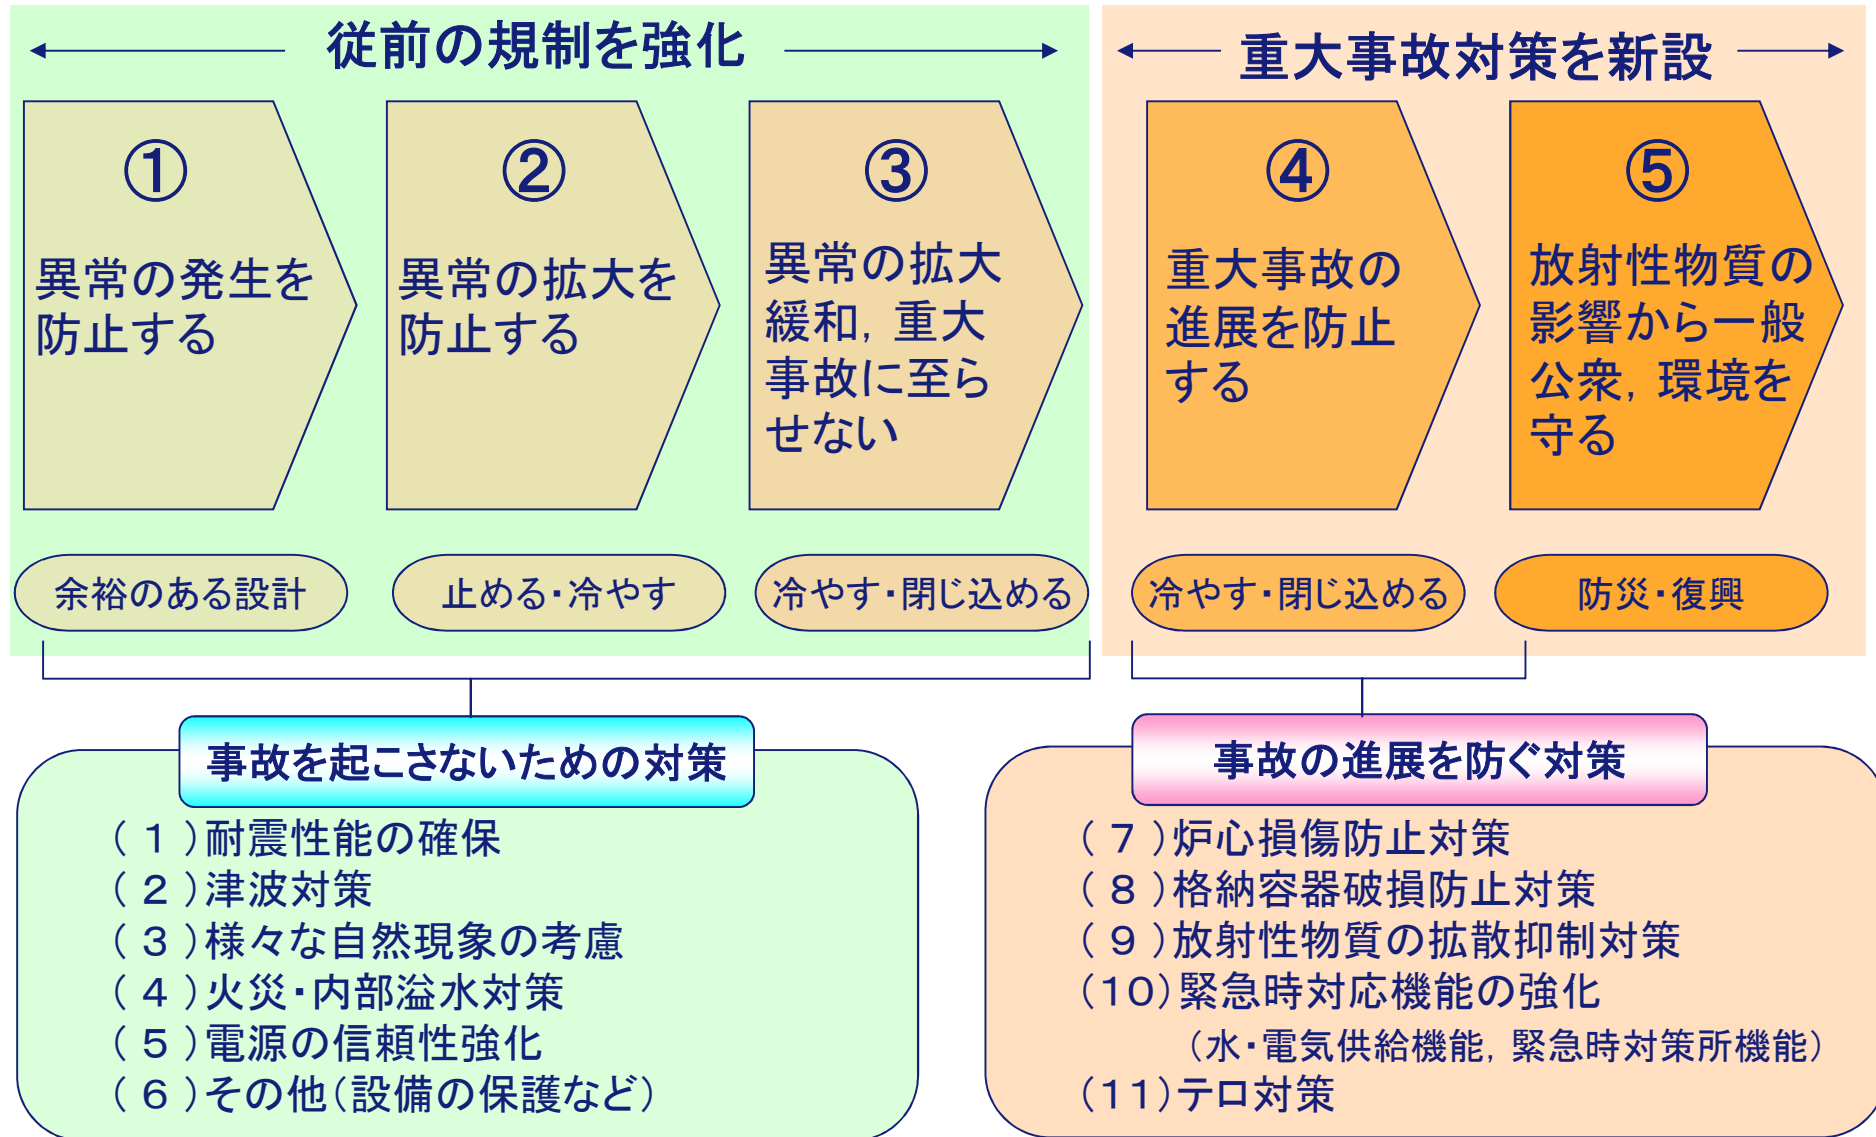 従前の規制を強化
重大事故対策を新設
①
異常の発生を
防止する
②
異常の拡大を
防止する
③
異常の拡大
緩和，重大
事故に至ら
せない
④
重大事故の
進展を防止
する
⑤
放射性物質の
影響から一般
公衆，環境を
守る
余裕のある設計
止める・冷やす
冷やす・閉じ込める
冷やす・閉じ込める
防災・復興
事故を起こさないための対策
（１）耐震性能の確保
（２）津波対策
（３）様々な自然現象の考慮
（４）火災・内部溢水対策
（５）電源の信頼性強化
（６）その他（設備の保護など）
事故の進展を防ぐ対策
（７）炉心損傷防止対策
（８）格納容器破損防止対策
（９）放射性物質の拡散抑制対策
（１０）緊急時対応機能の強化
（水・電気供給機能，緊急時対策所機能）
（１１）テロ対策